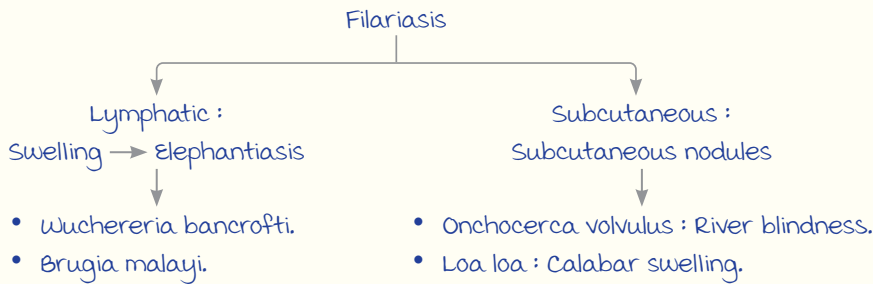 Filariasis
Lymphatic :
Swelling → Elephantiasis
• Wuchereria bancrofti.
• Brugia malayi.
Subcutaneous :
Subcutaneous nodules
• Onchocerca volvulus : River blindness.
• Loa loa : Calabar swelling.